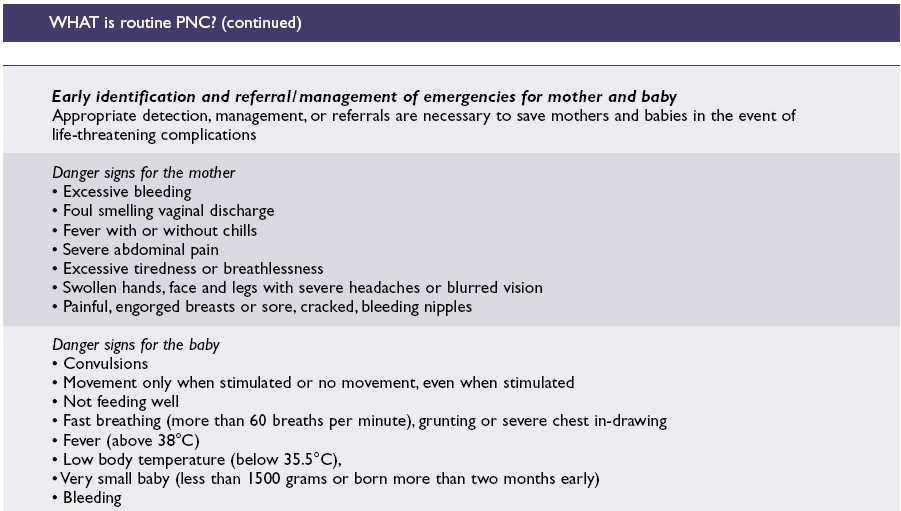 WHAT is routine PNC? (continued)
Early identification and referral/management of emergencies for mother and baby
Appropriate detection, management, or referrals are necessary to save mothers and babies in the event of
life-threatening complications
Danger signs for the mother
• Excessive bleeding
• Foul smelling vaginal discharge
• Fever with or without chills
• Severe abdominal pain
• Excessive tiredness or breathlessness
• Swollen hands, face and legs with severe headaches or blurred vision
• Painful, engorged breasts or sore, cracked, bleeding nipples
Danger signs for the baby
• Convulsions
• Movement only when stimulated or no movement, even when stimulated
• Not feeding well
• Fast breathing (more than 60 breaths per minute), grunting or severe chest in-drawing
• Fever (above 38°C)
• Low body temperature (below 35.5°C),
• Very small baby (less than 1500 grams or born more than two months early)
• Bleeding